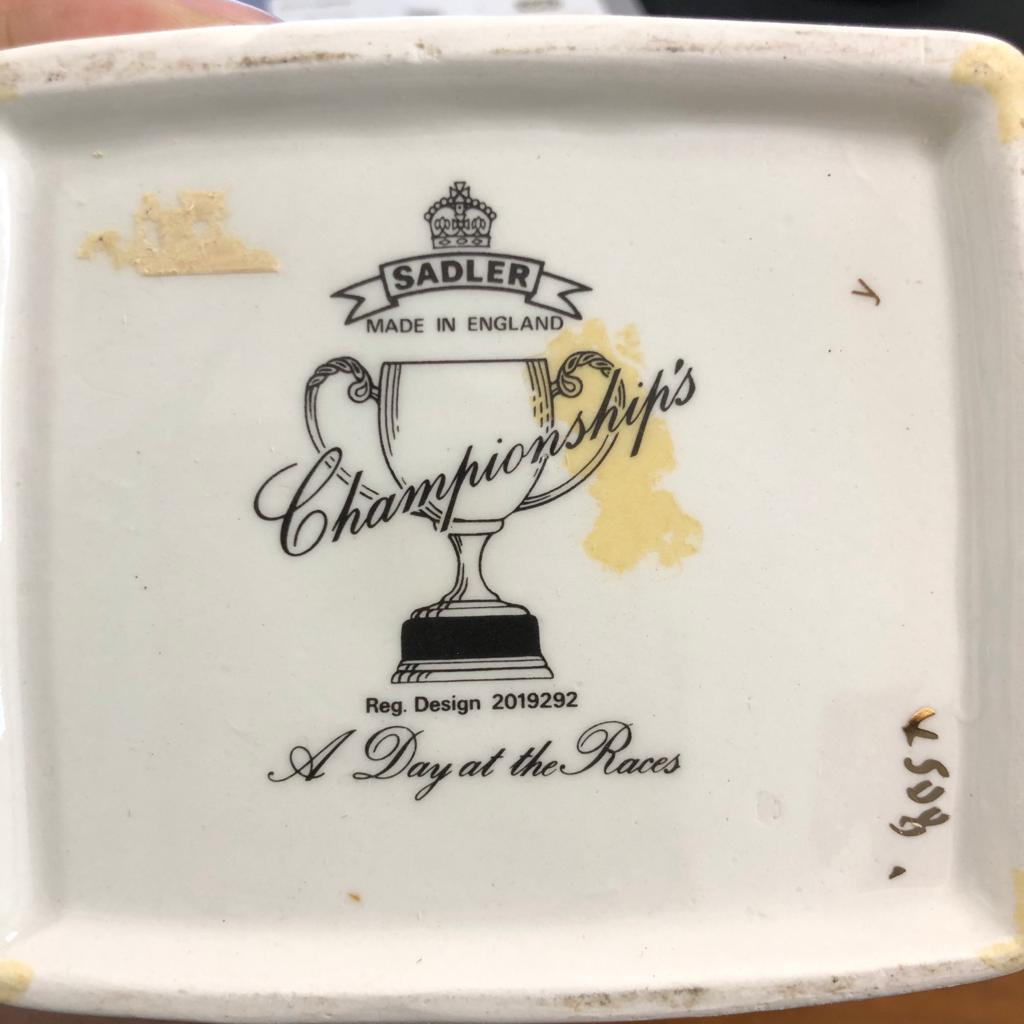 SADLER
MADE IN ENGLAND
Championship's
Reg. Design 2019292
A Day at the Races